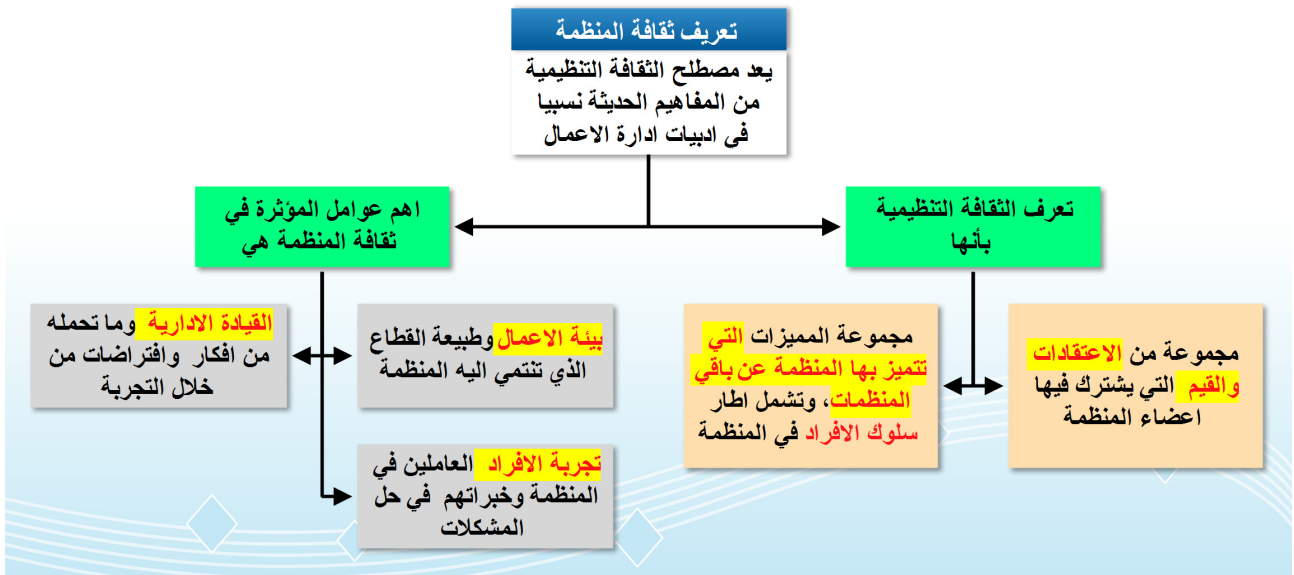 تعريف ثقافة المنظمة
يعد مصطلح الثقافة التنظيمية
من المفاهيم الحديثة نسبيا
في ادبيات ادارة الاعمال
تعرف الثقافة التنظيمية
بأنها
مجموعة من الاعتقادات
والقيم التي يشترك فيها
اعضاء المنظمة
مجموعة المميزات التي
تتميز بها المنظمة عن باقي
المنظمات، وتشمل اطار
سلوك الافراد في المنظمة
اهم عوامل المؤثرة في
ثقافة المنظمة هي
بيئة الاعمال وطبيعة القطاع
الذي تنتمي اليه المنظمة
القيادة الادارية وما تحمله
من افكار وافتراضات من
خلال التجربة
تجربة الافراد العاملين في
المنظمة وخبراتهم في حل
المشكلات